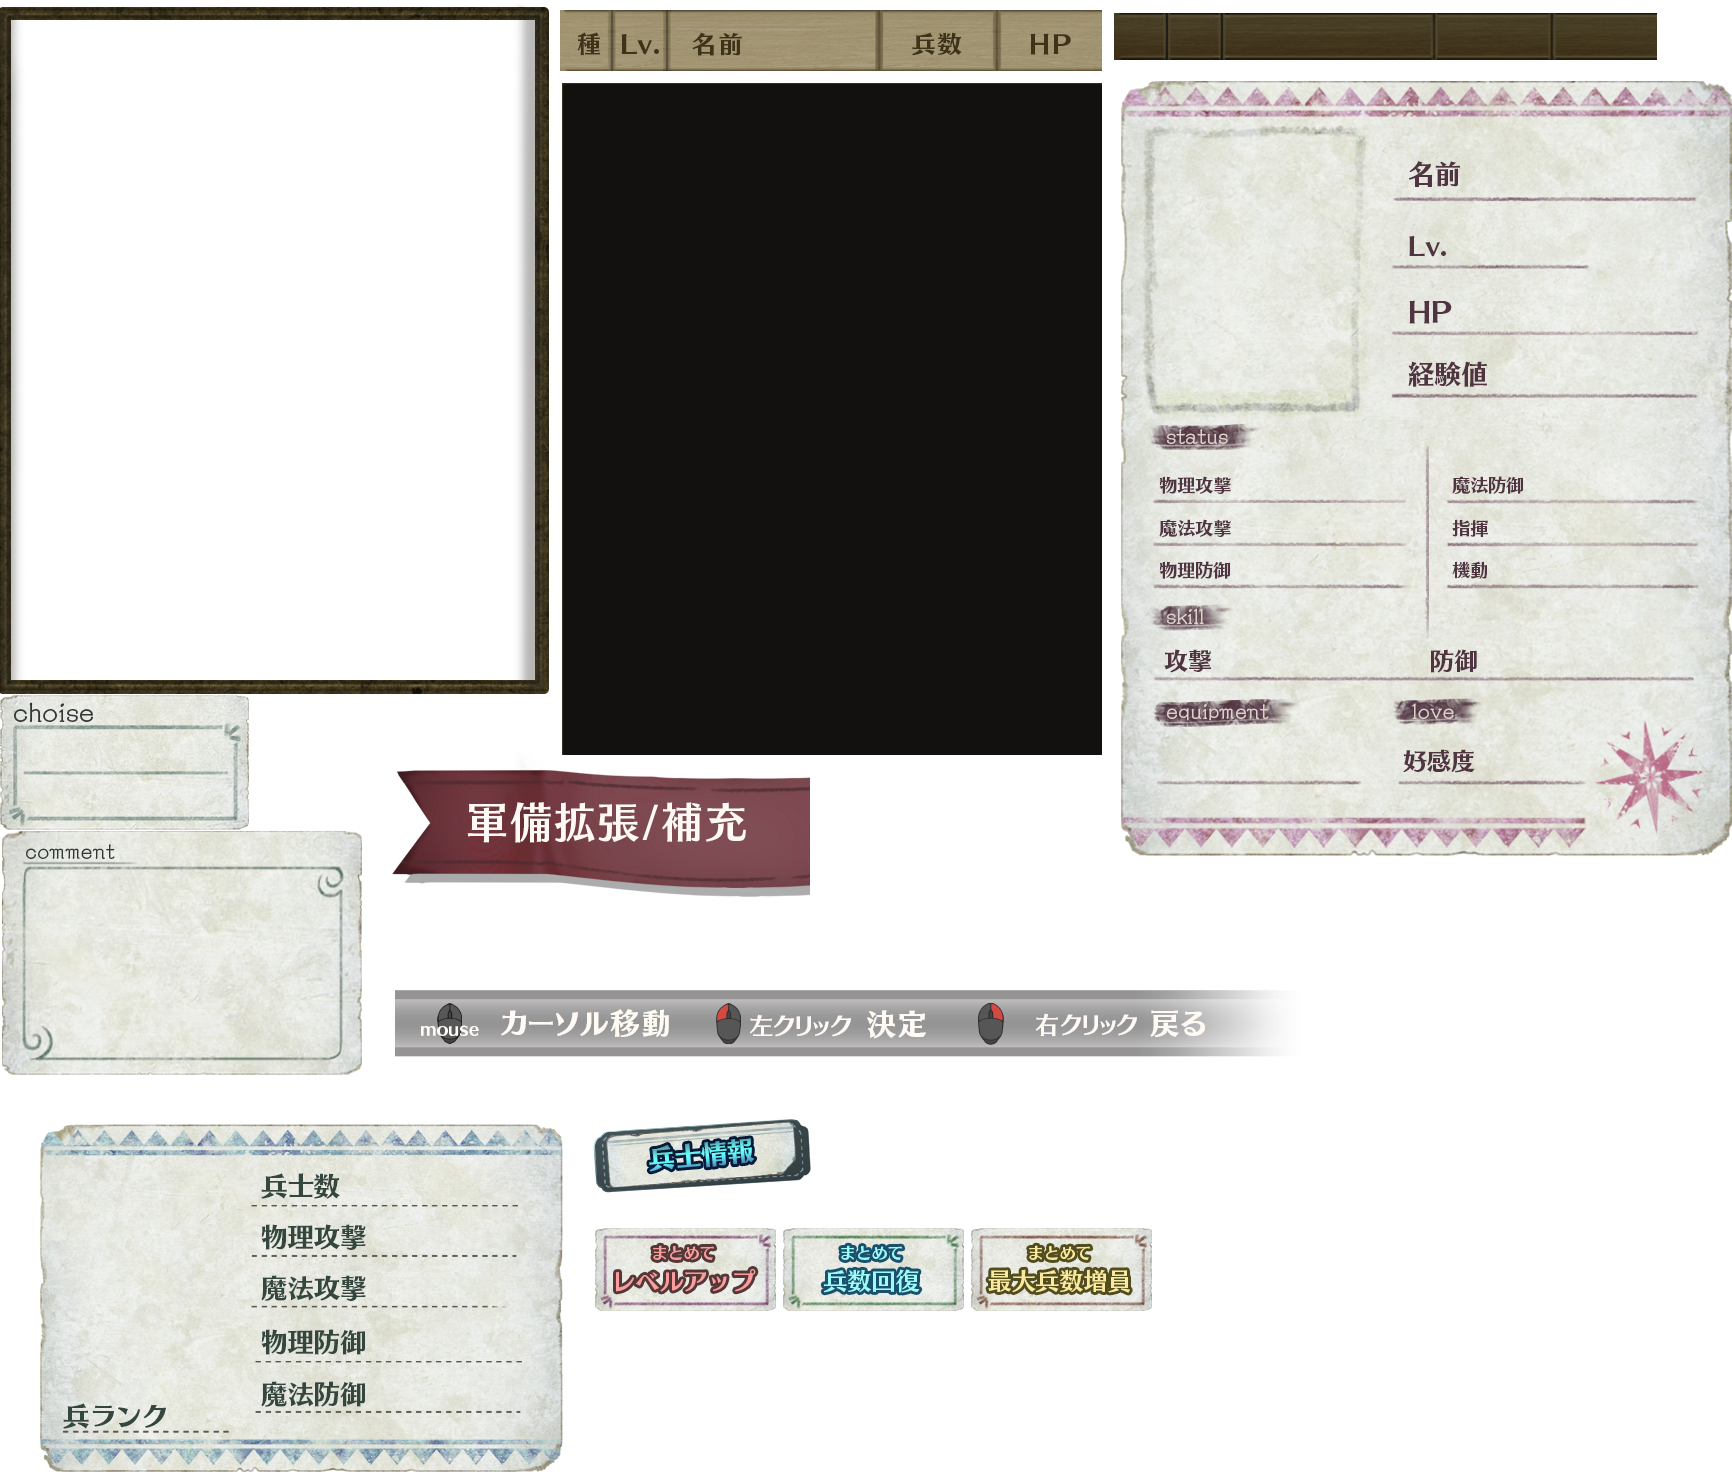 種 Lv. 名前 兵数 HP
名前
Lv.
HP
経験値
status
物理攻撃 魔法防御
魔法攻撃 指揮
物理防御 機動
skill
攻撃 防御
equipment love
好感度
choise
comment
軍備拡張/補充
mouse カーソル移動 左クリック 決定 右クリック 戻る
兵士数
物理攻撃
魔法攻撃
物理防御
魔法防御
兵ランク
兵士情報
まとめて
レベルアップ
まとめて
兵数回復
まとめて
最大兵数増員